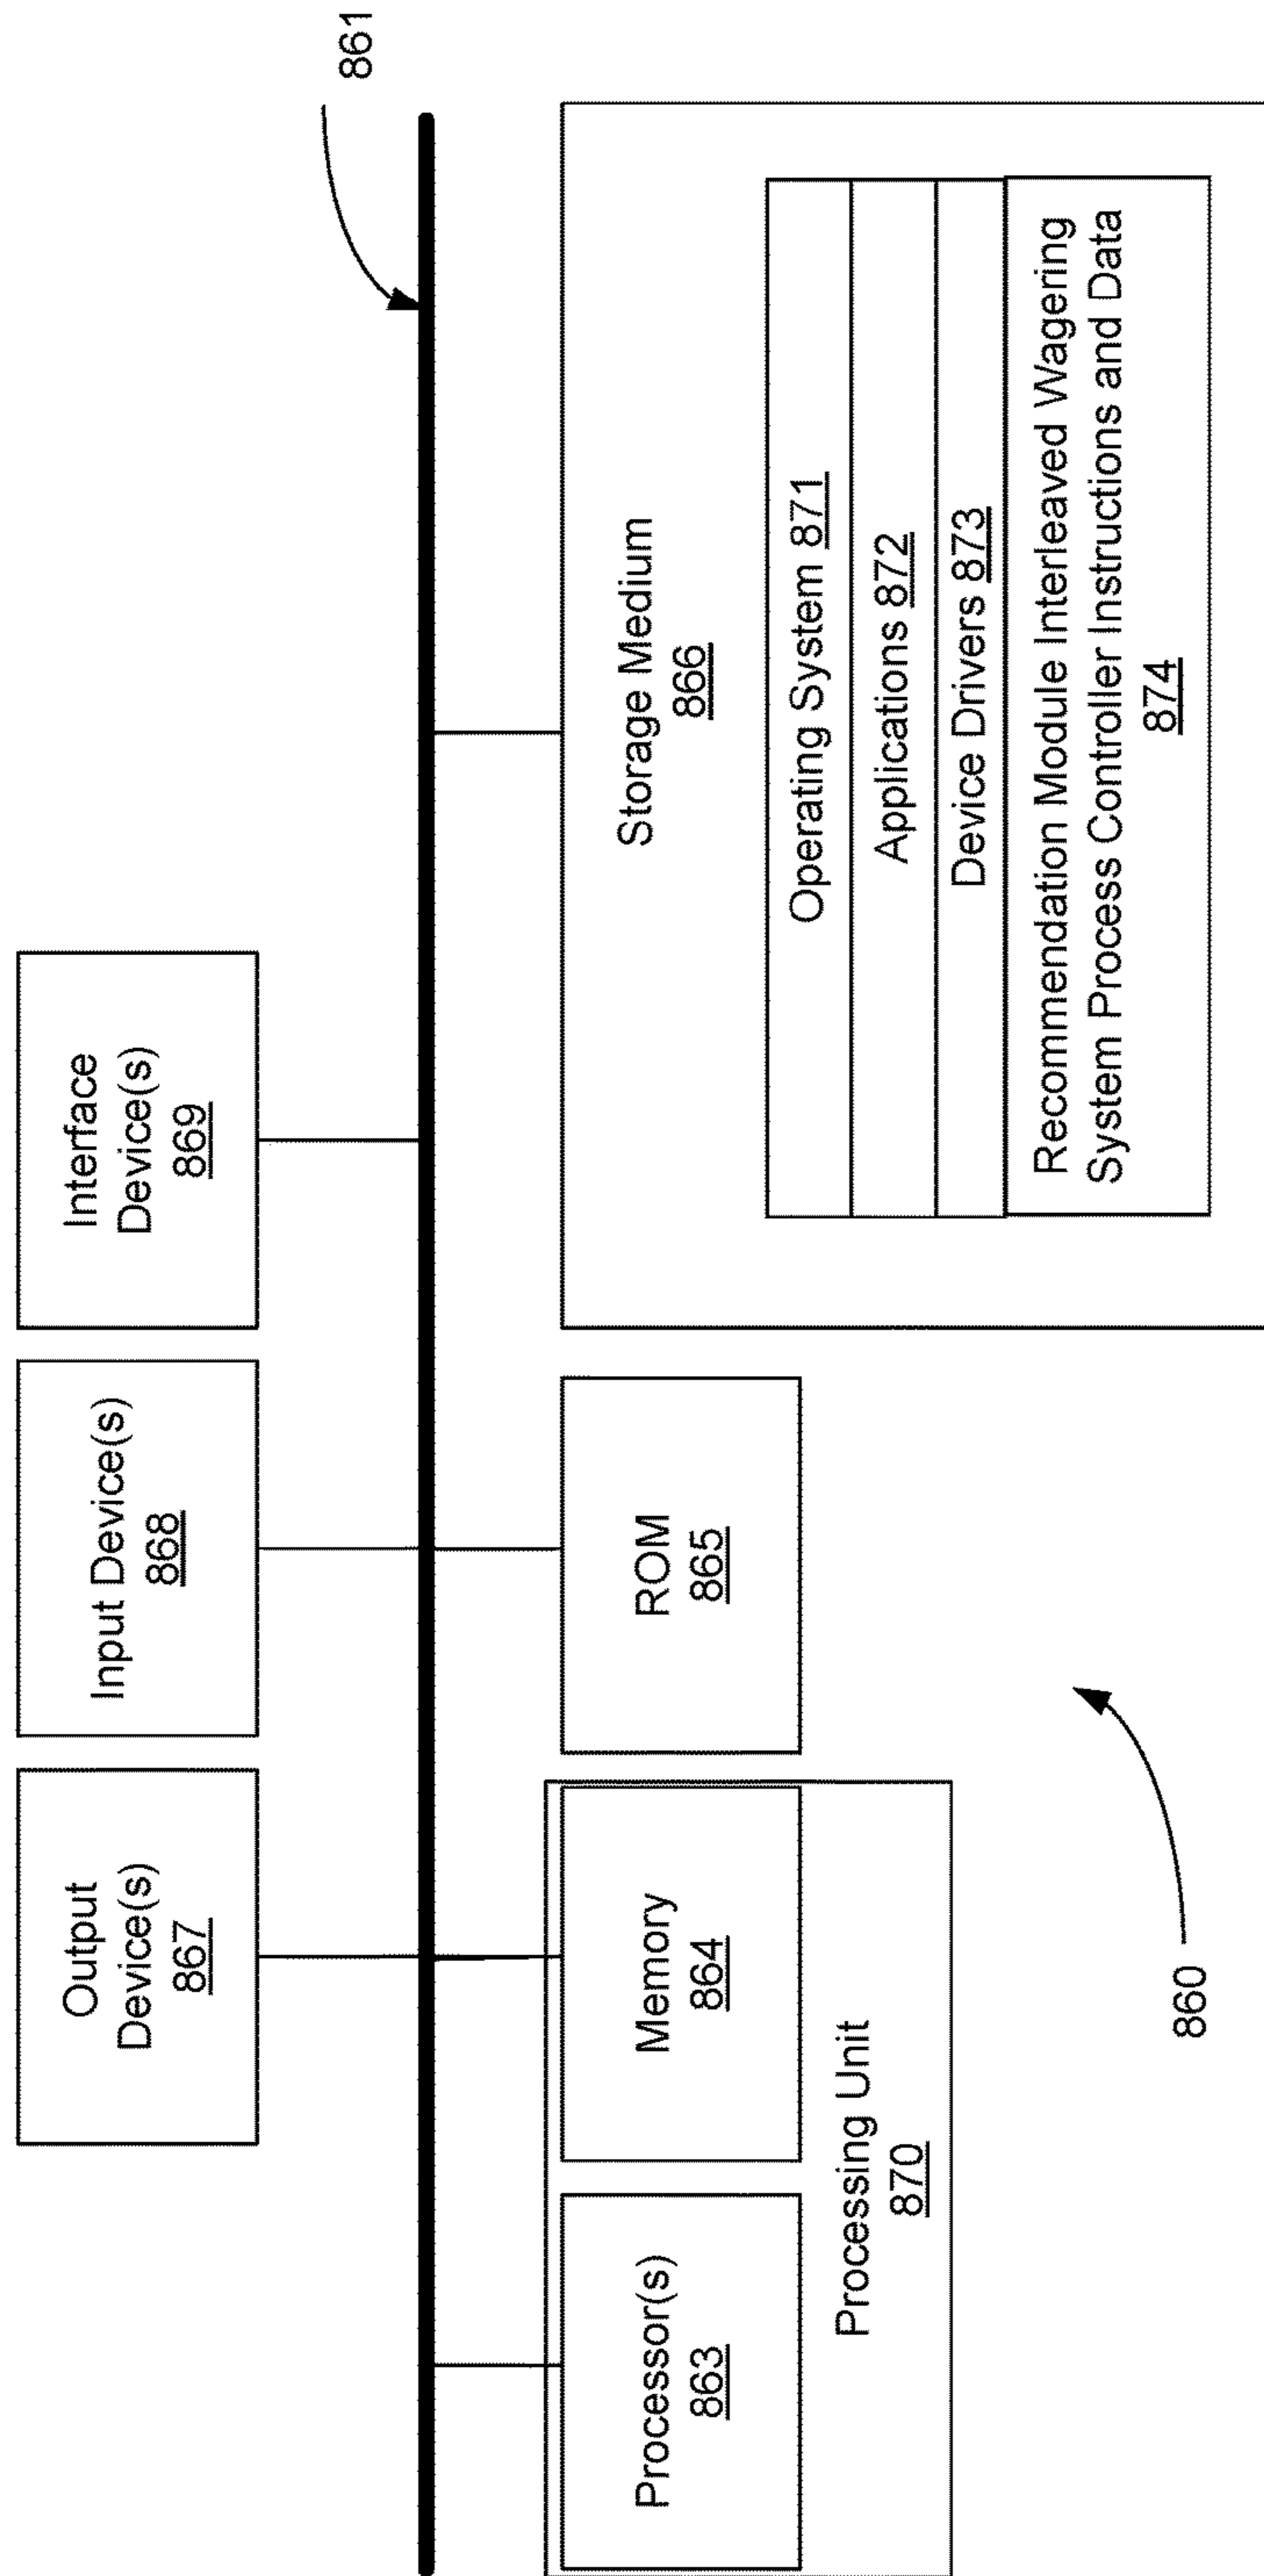 Output
Device(s)
867
Input Device(s)
868
Interface
Device(s)
869
861
Processor(s)
863
Memory
864
Processing Unit
870
ROM
865
Storage Medium
866
Operating System 871
Applications 872
Device Drivers 873
Recommendation Module Interleaved Wagering
System Process Controller Instructions and Data
874
860